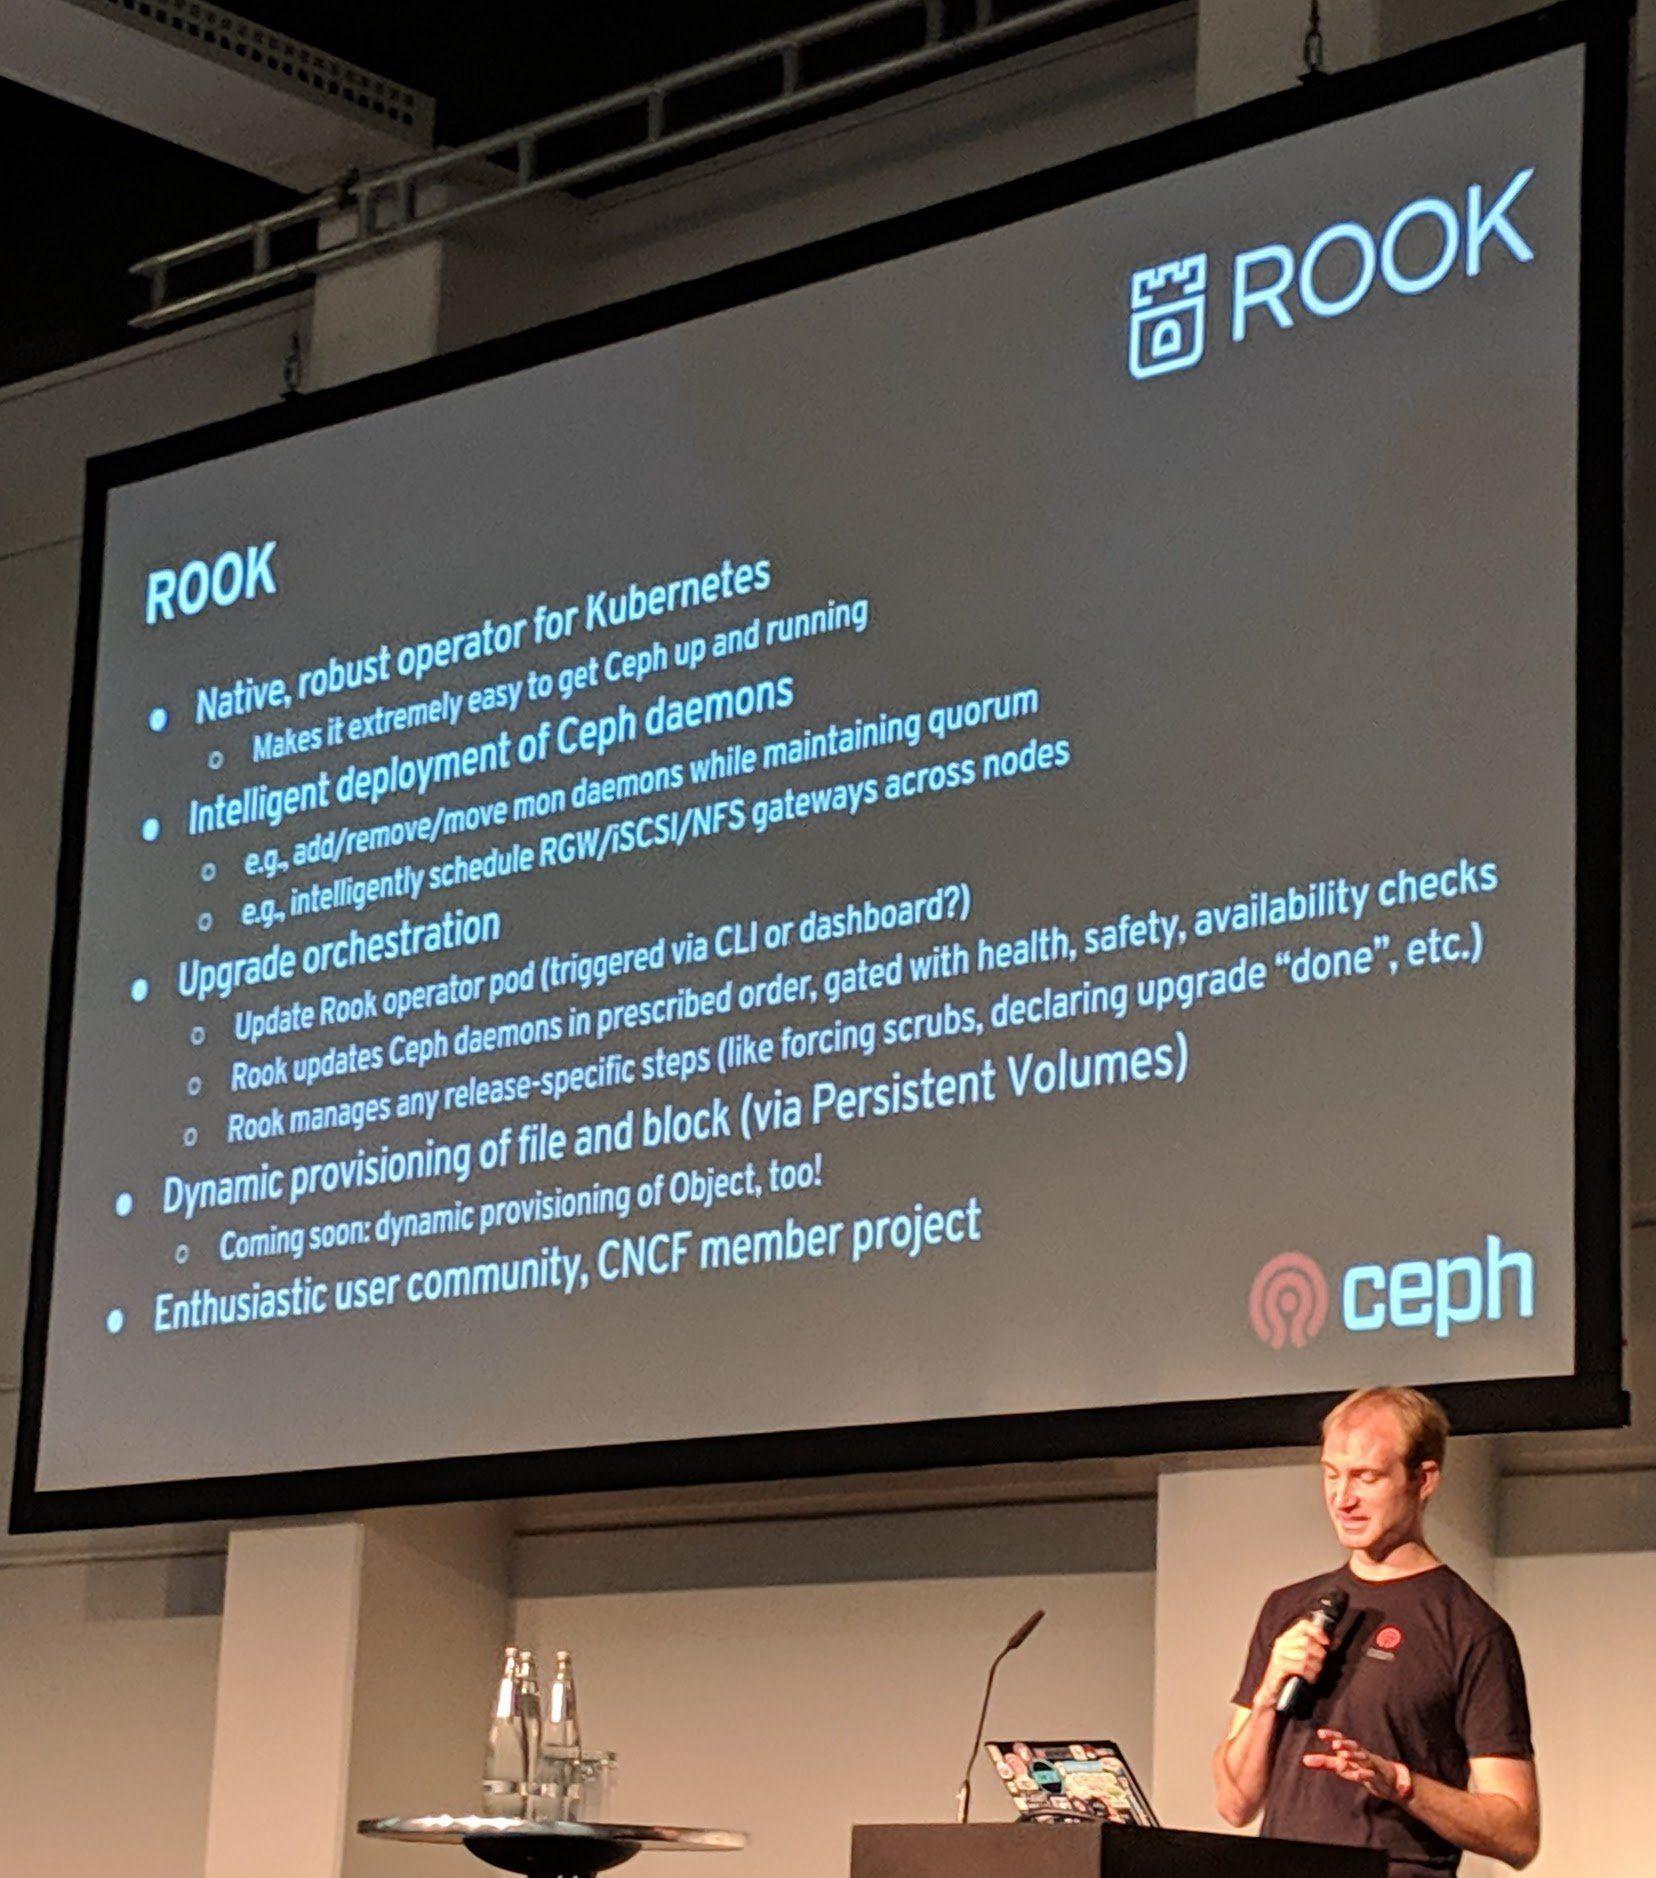 ROOK
ROOK
Native, robust operator for Kubernetes
Makes it extremely easy to get Ceph up and running
Intelligent deployment of Ceph daemons
e.g., add/remove/move mon daemons while maintaining quorum
e.g., intelligently schedule RGW/iSCSI/NFS gateways across nodes
Upgrade orchestration
Update Rook operator pod (triggered via CLI or dashboard?)
Rook updates Ceph daemons in prescribed order, gated with health, safety, availability checks
Rook manages any release-specific steps (like forcing scrubs, declaring upgrade “done”, etc.)
Dynamic provisioning of file and block (via Persistent Volumes)
Coming soon: dynamic provisioning of Object, too!
Enthusiastic user community, CNCF member project
ceph